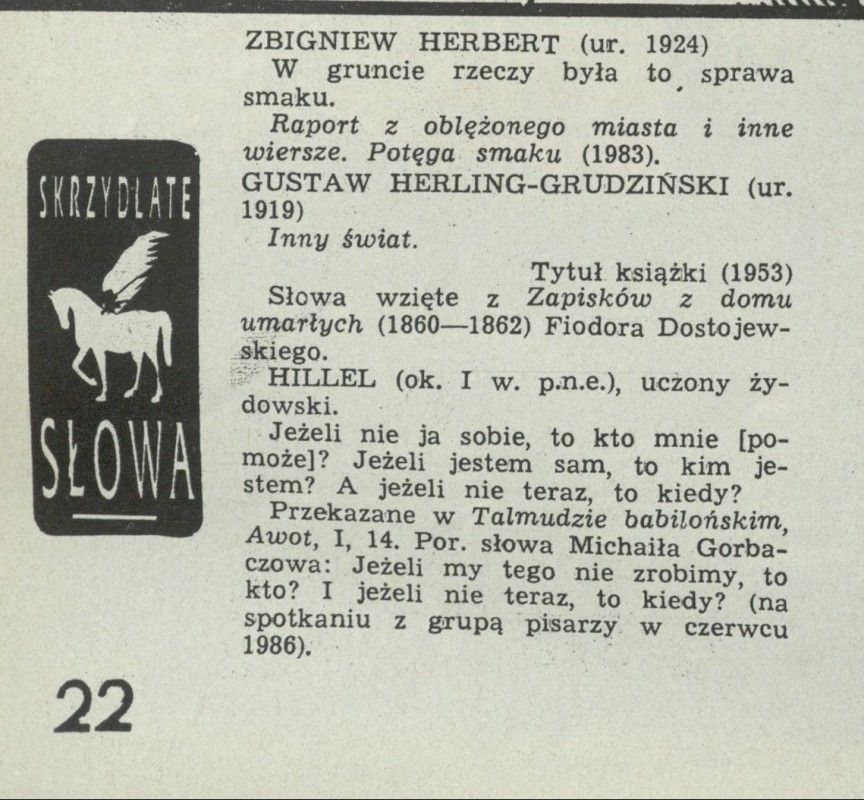 ZBIGNIEW HERBERT (ur. 1924)
W gruncie rzeczy była to sprawa
smaku.
Raport z oblężonego miasta i inne
wiersze. Potęga smaku (1983).
GUSTAW HERLING-GRUDZIŃSKI (ur.
1919)
Inny świat.
Tytuł książki (1953)
Słowa wzięte z Zapisków z domu
umarłych (1860—1862) Fiodora Dostojew-
skiego.
HILLEL (ok. I w. p.n.e.), uczony ży-
dowski.
Jeżeli nie ja sobie, to kto mnie [po-
może]? Jeżeli jestem sam, to kim je-
stem? A jeżeli nie teraz, to kiedy?
Przekazane w Talmudzie babilońskim,
Awot, I, 14. Por. słowa Michaiła Gorba-
czowa: Jeżeli my tego nie zrobimy, to
kto? I jeżeli nie teraz, to kiedy? (na
spotkaniu z grupą pisarzy w czerwcu
1986).
SKRZYDLATE
SŁOWA
22